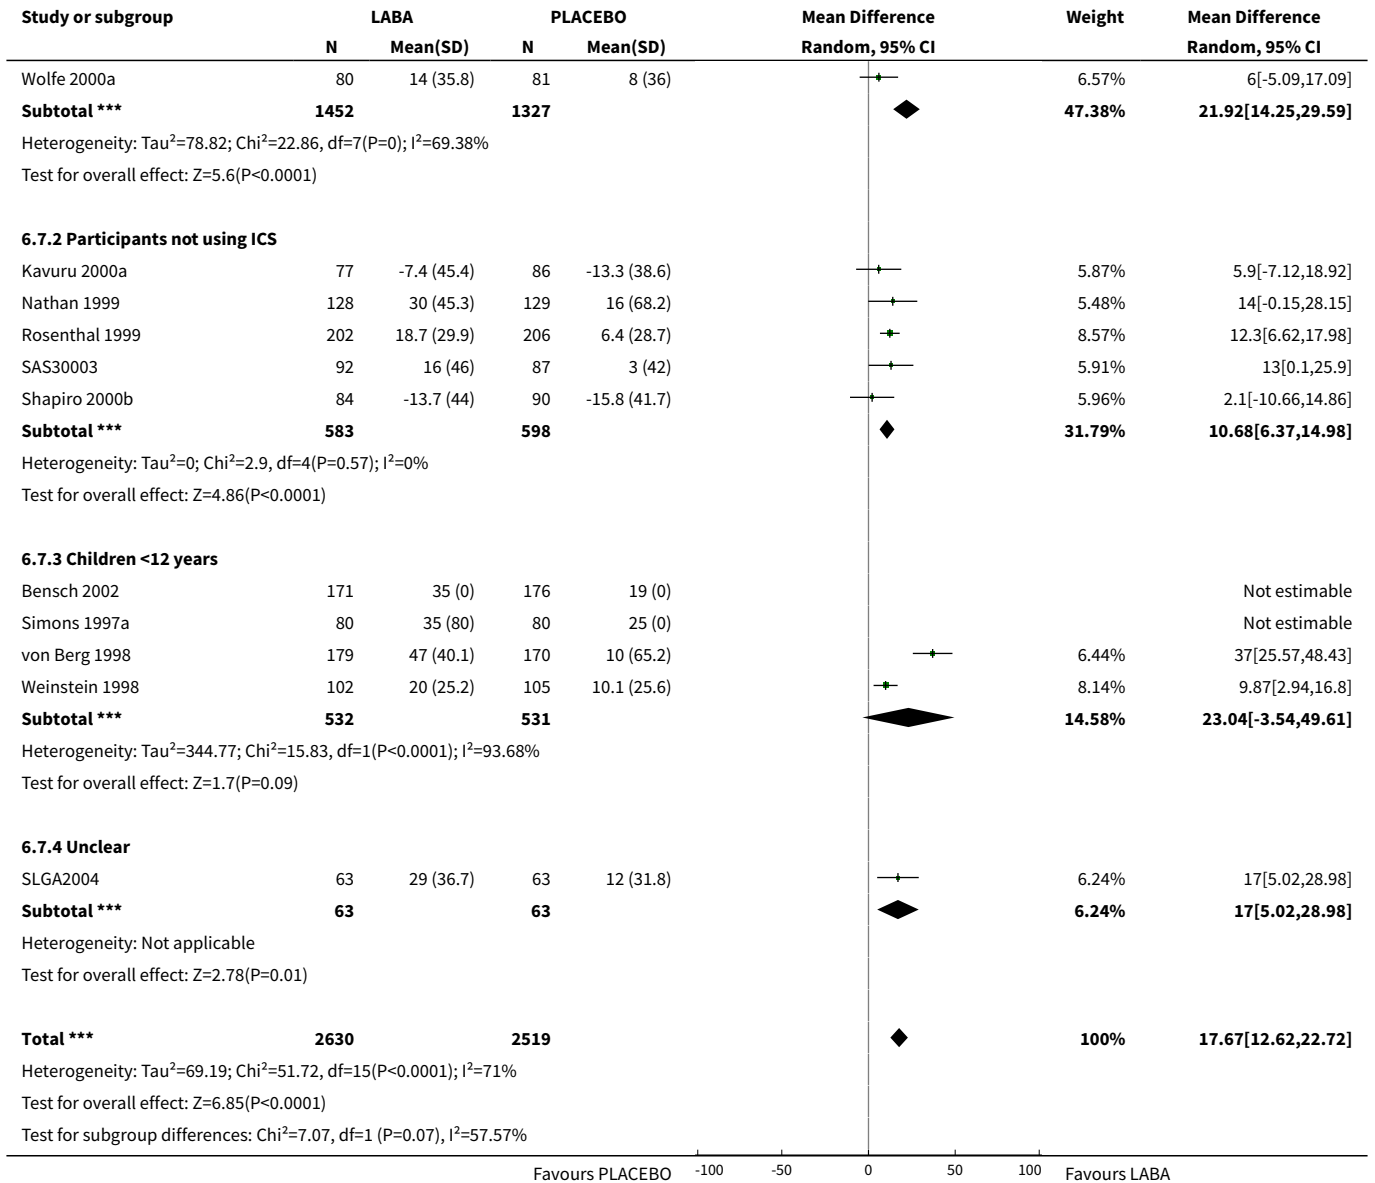 Study or subgroup LABA PLACEBO Mean Difference Weight Mean Difference
N Mean(SD) N Mean(SD) Random, 95% CI Random, 95% CI
Wolfe 2000a 80 14 (35.8) 81 8 (36) 6.57% 6[-5.09,17.09]
Subtotal *** 1452 1327 47.38% 21.92[14.25,29.59]
Heterogeneity: Tau²=78.82; Chi²=22.86, df=7(P=0); I²=69.38%
Test for overall effect: Z=5.6(P<0.0001)
6.7.2 Participants not using ICS
Kavuru 2000a 77 -7.4 (45.4) 86 -13.3 (38.6) 5.87% 5.9[-7.12,18.92]
Nathan 1999 128 30 (45.3) 129 16 (68.2) 5.48% 14[-0.15,28.15]
Rosenthal 1999 202 18.7 (29.9) 206 6.4 (28.7) 8.57% 12.3[6.62,17.98]
SAS30003 92 16 (46) 87 3 (42) 5.91% 13[0.1,25.9]
Shapiro 2000b 84 -13.7 (44) 90 -15.8 (41.7) 5.96% 2.1[-10.66,14.86]
Subtotal *** 583 598 31.79% 10.68[6.37,14.98]
Heterogeneity: Tau²=0; Chi²=2.9, df=4(P=0.57); I²=0%
Test for overall effect: Z=4.86(P<0.0001)
6.7.3 Children <12 years
Bensch 2002 171 35 (0) 176 19 (0) Not estimable
Simons 1997a 80 35 (80) 80 25 (0) Not estimable
von Berg 1998 179 47 (40.1) 170 10 (65.2) 6.44% 37[25.57,48.43]
Weinstein 1998 102 20 (25.2) 105 10.1 (25.6) 8.14% 9.87[2.94,16.8]
Subtotal *** 532 531 14.58% 23.04[-3.54,49.61]
Heterogeneity: Tau²=344.77; Chi²=15.83, df=1(P<0.0001); I²=93.68%
Test for overall effect: Z=1.7(P=0.09)
6.7.4 Unclear
SLGA2004 63 29 (36.7) 63 12 (31.8) 6.24% 17[5.02,28.98]
Subtotal *** 63 63 6.24% 17[5.02,28.98]
Heterogeneity: Not applicable
Test for overall effect: Z=2.78(P=0.01)
Total *** 2630 2519 100% 17.67[12.62,22.72]
Heterogeneity: Tau²=69.19; Chi²=51.72, df=15(P<0.0001); I²=71%
Test for overall effect: Z=6.85(P<0.0001)
Test for subgroup differences: Chi²=7.07, df=1 (P=0.07), I²=57.57%
Favours PLACEBO -100 -50 0 50 100 Favours LABA